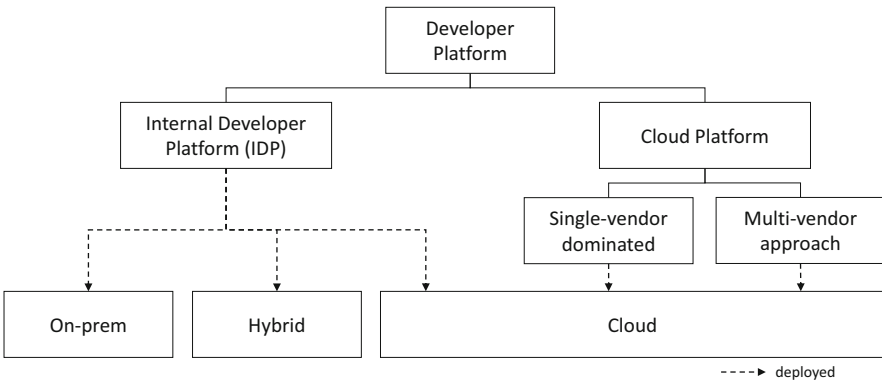 Developer
Platform
Internal Developer
Platform (IDP)
Cloud Platform
Single-vendor
dominated
Multi-vendor
approach
On-prem
Hybrid
Cloud
deployed